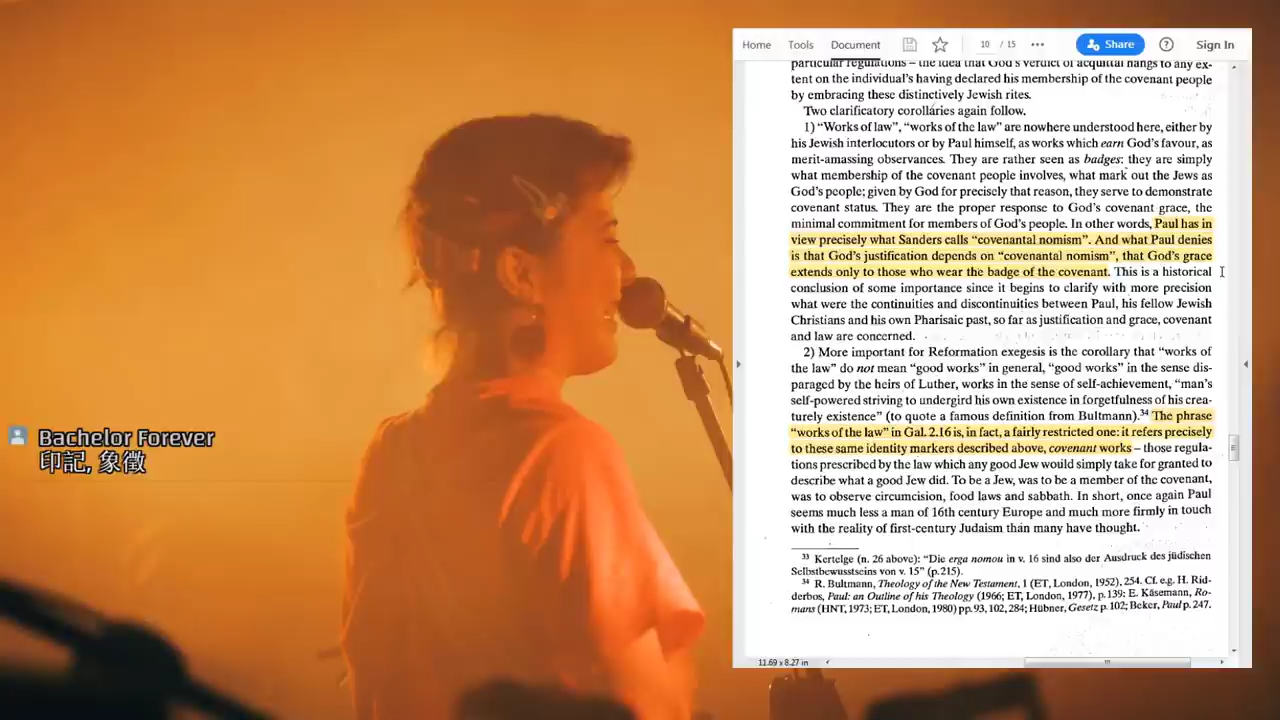 Bachelor Forever
印記, 象徵
Home Tools Document 10 / 15 Share Sign In
particular regulations – the idea that God's verdict of acquittal hangs to any ex-
tent on the individual's having declared his membership of the covenant people
by embracing these distinctively Jewish rites.
Two clarificatory corollaries again follow.
1) “Works of law”, “works of the law” are nowhere understood here, either by
his Jewish interlocutors or by Paul himself, as works which earn God's favour, as
merit-amassing observances. They are rather seen as badges: they are simply
what membership of the covenant people involves, what mark out the Jews as
God's people; given by God for precisely that reason, they serve to demonstrate
covenant status. They are the proper response to God's covenant grace, the
minimal commitment for members of God's people. In other words, Paul has in
view precisely what Sanders calls “covenantal nomism”. And what Paul denies
is that God's justification depends on “covenantal nomism”, that God's grace
extends only to those who wear the badge of the covenant. This is a historical
conclusion of some importance since it begins to clarify with more precision
what were the continuities and discontinuities between Paul, his fellow Jewish
Christians and his own Pharisaic past, so far as justification and grace, covenant
and law are concerned.
2) More important for Reformation exegesis is the corollary that “works of
the law” do not mean “good works” in general, “good works” in the sense dis-
paraged by the heirs of Luther, works in the sense of self-achievement, “man's
self-powered striving to undergird his own existence in forgetfulness of his crea-
turely existence” (to quote a famous definition from Bultmann).34 The phrase
“works of the law” in Gal. 2.16 is, in fact, a fairly restricted one: it refers precisely
to these same identity markers described above, covenant works – those regula-
tions prescribed by the law which any good Jew would simply take for granted to
describe what a good Jew did. To be a Jew, was to be a member of the covenant,
was to observe circumcision, food laws and sabbath. In short, once again Paul
seems much less a man of 16th century Europe and much more firmly in touch
with the reality of first-century Judaism than many have thought.
33 Kertelge (n. 26 above): “Die erga nomou in v. 16 sind also der Ausdruck des jüdischen
Selbstbewusstseins von v. 15” (p.215).
34 R. Bultmann, Theology of the New Testament, 1 (ET, London, 1952), 254. Cf. e.g. H. Rid-
derbos, Paul: an Outline of his Theology (1966; ET, London, 1977), p.139: E. Käsemann, Ro-
mans (HNT, 1973; ET, London, 1980) pp.93, 102, 284; Hübner, Gesetz p.102; Beker, Paul p.247.
11.69 x 8.27 in